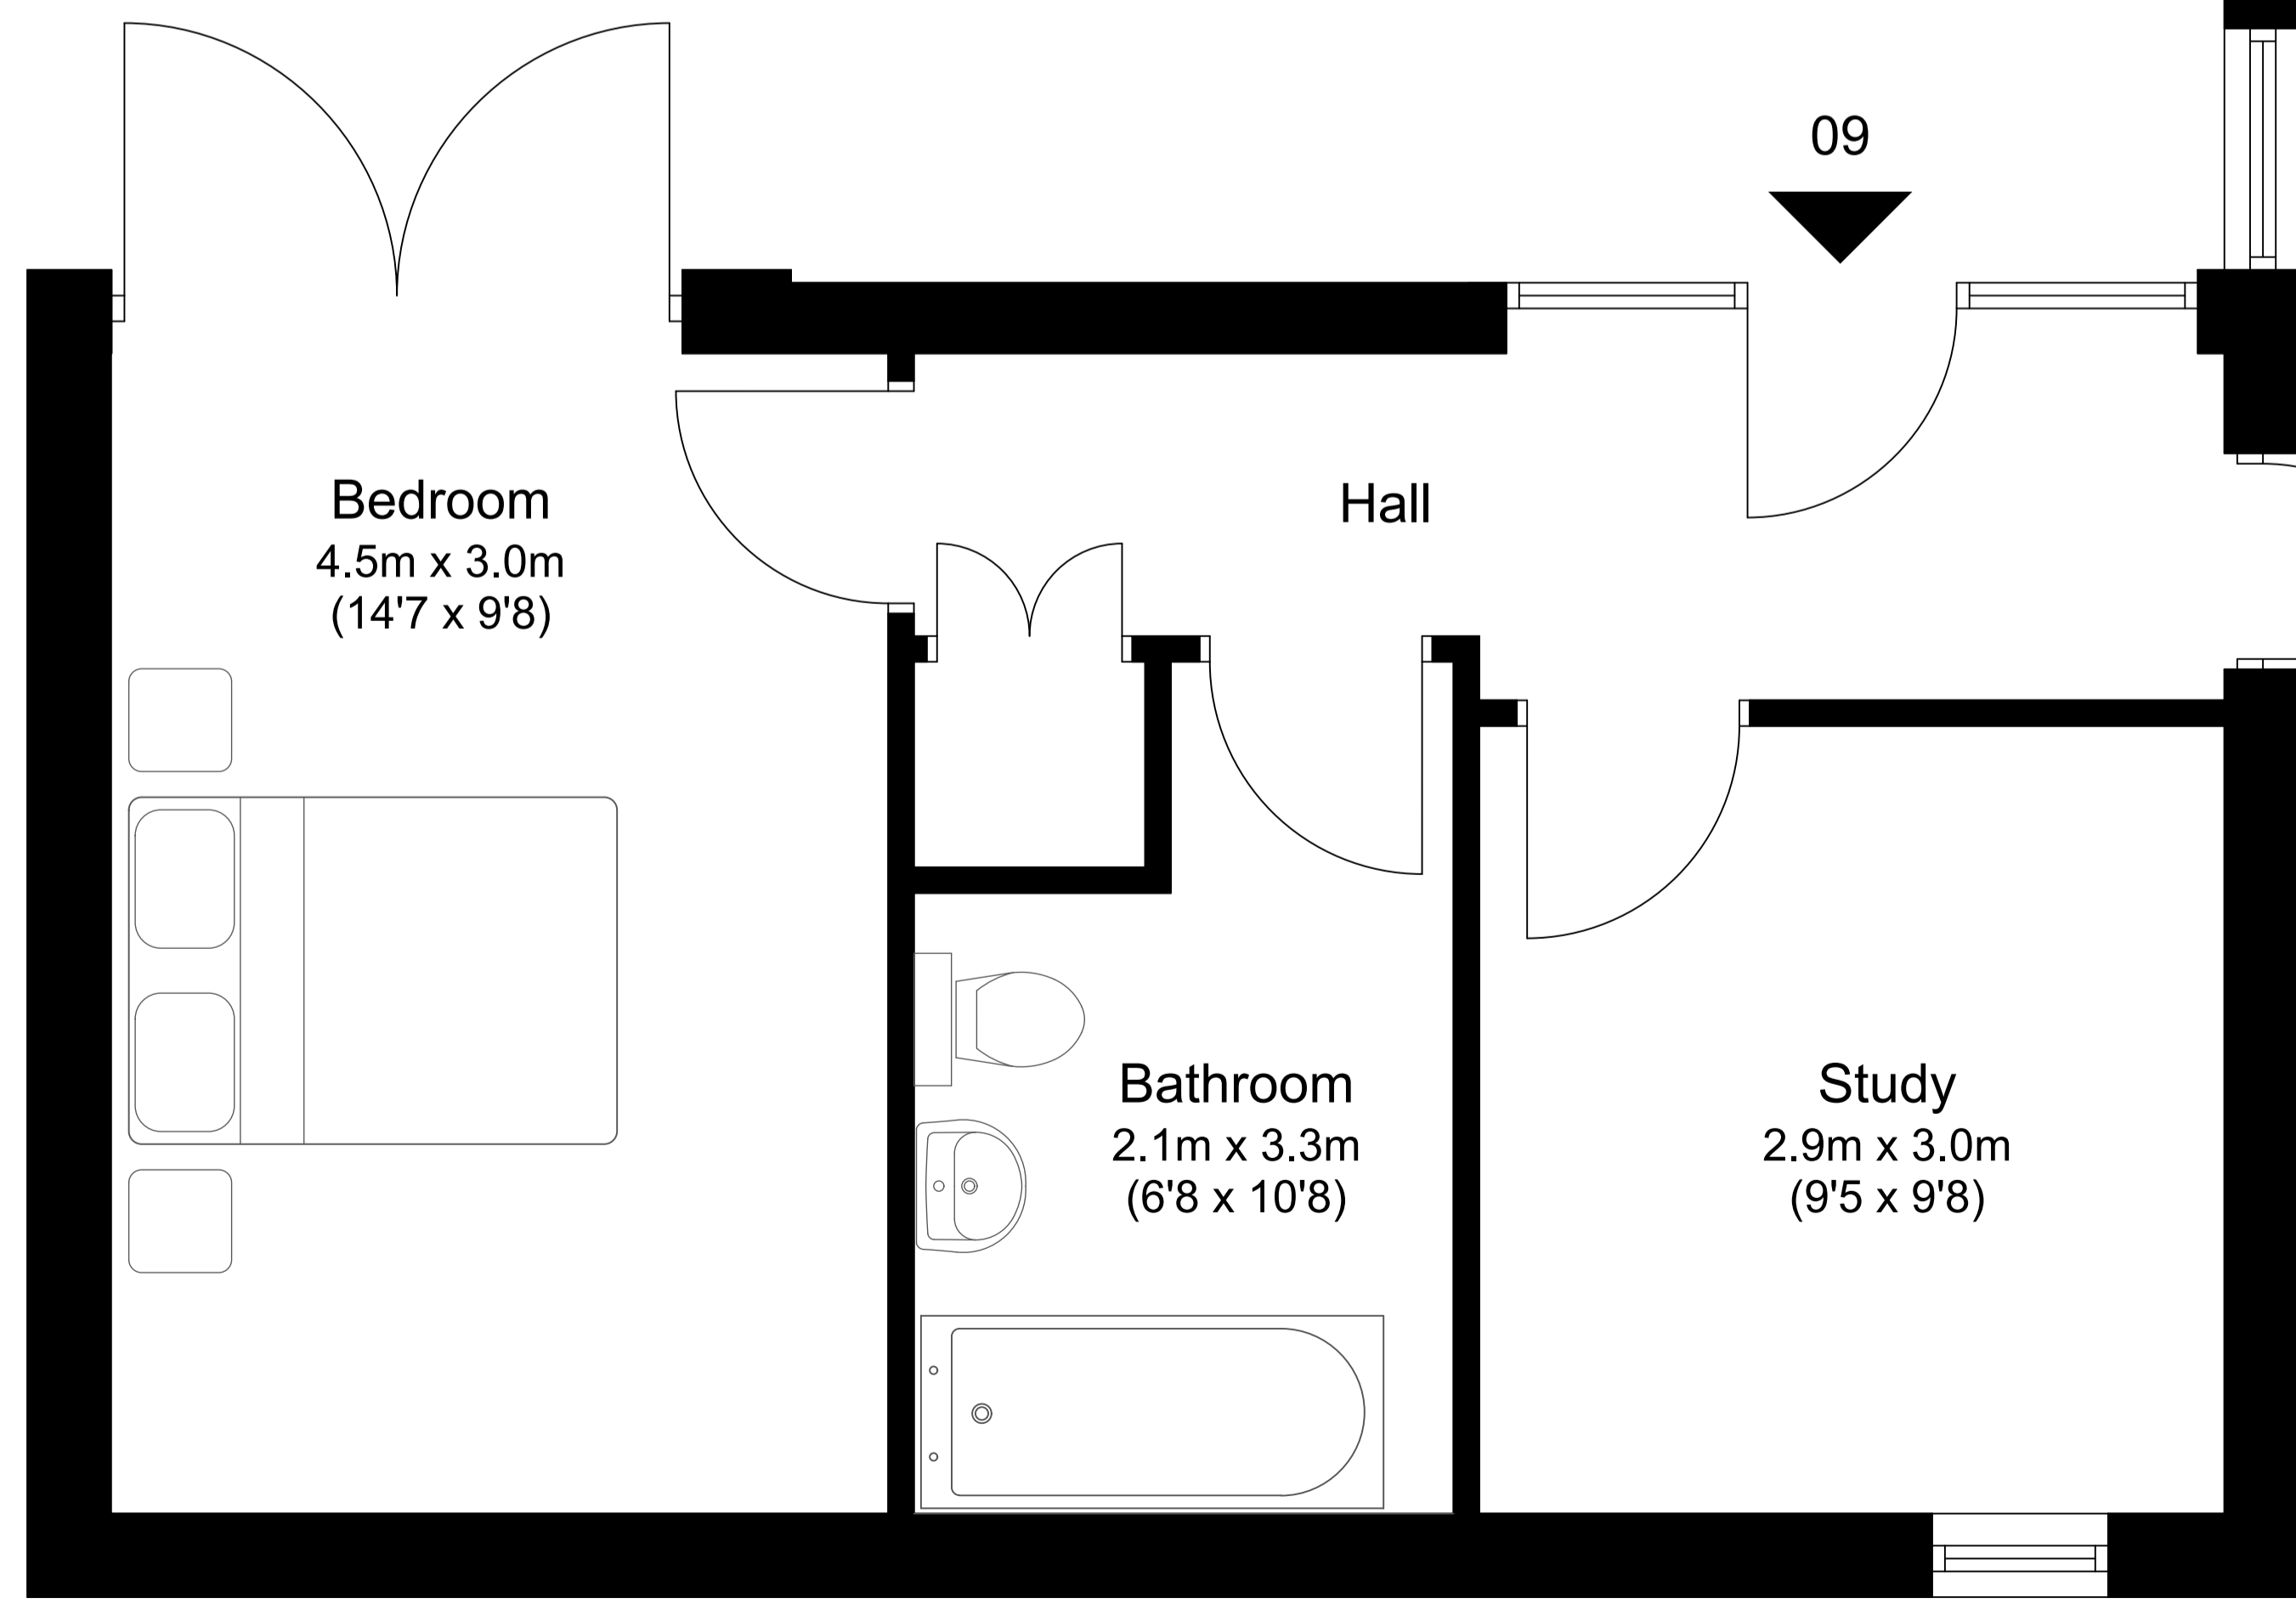 09
Bedroom
4.5m x 3.0m
(14'7 x 9'8)
Hall
Bathroom
2.1m x 3.3m
(6'8 x 10'8)
Study
2.9m x 3.0m
(9'5 x 9'8)